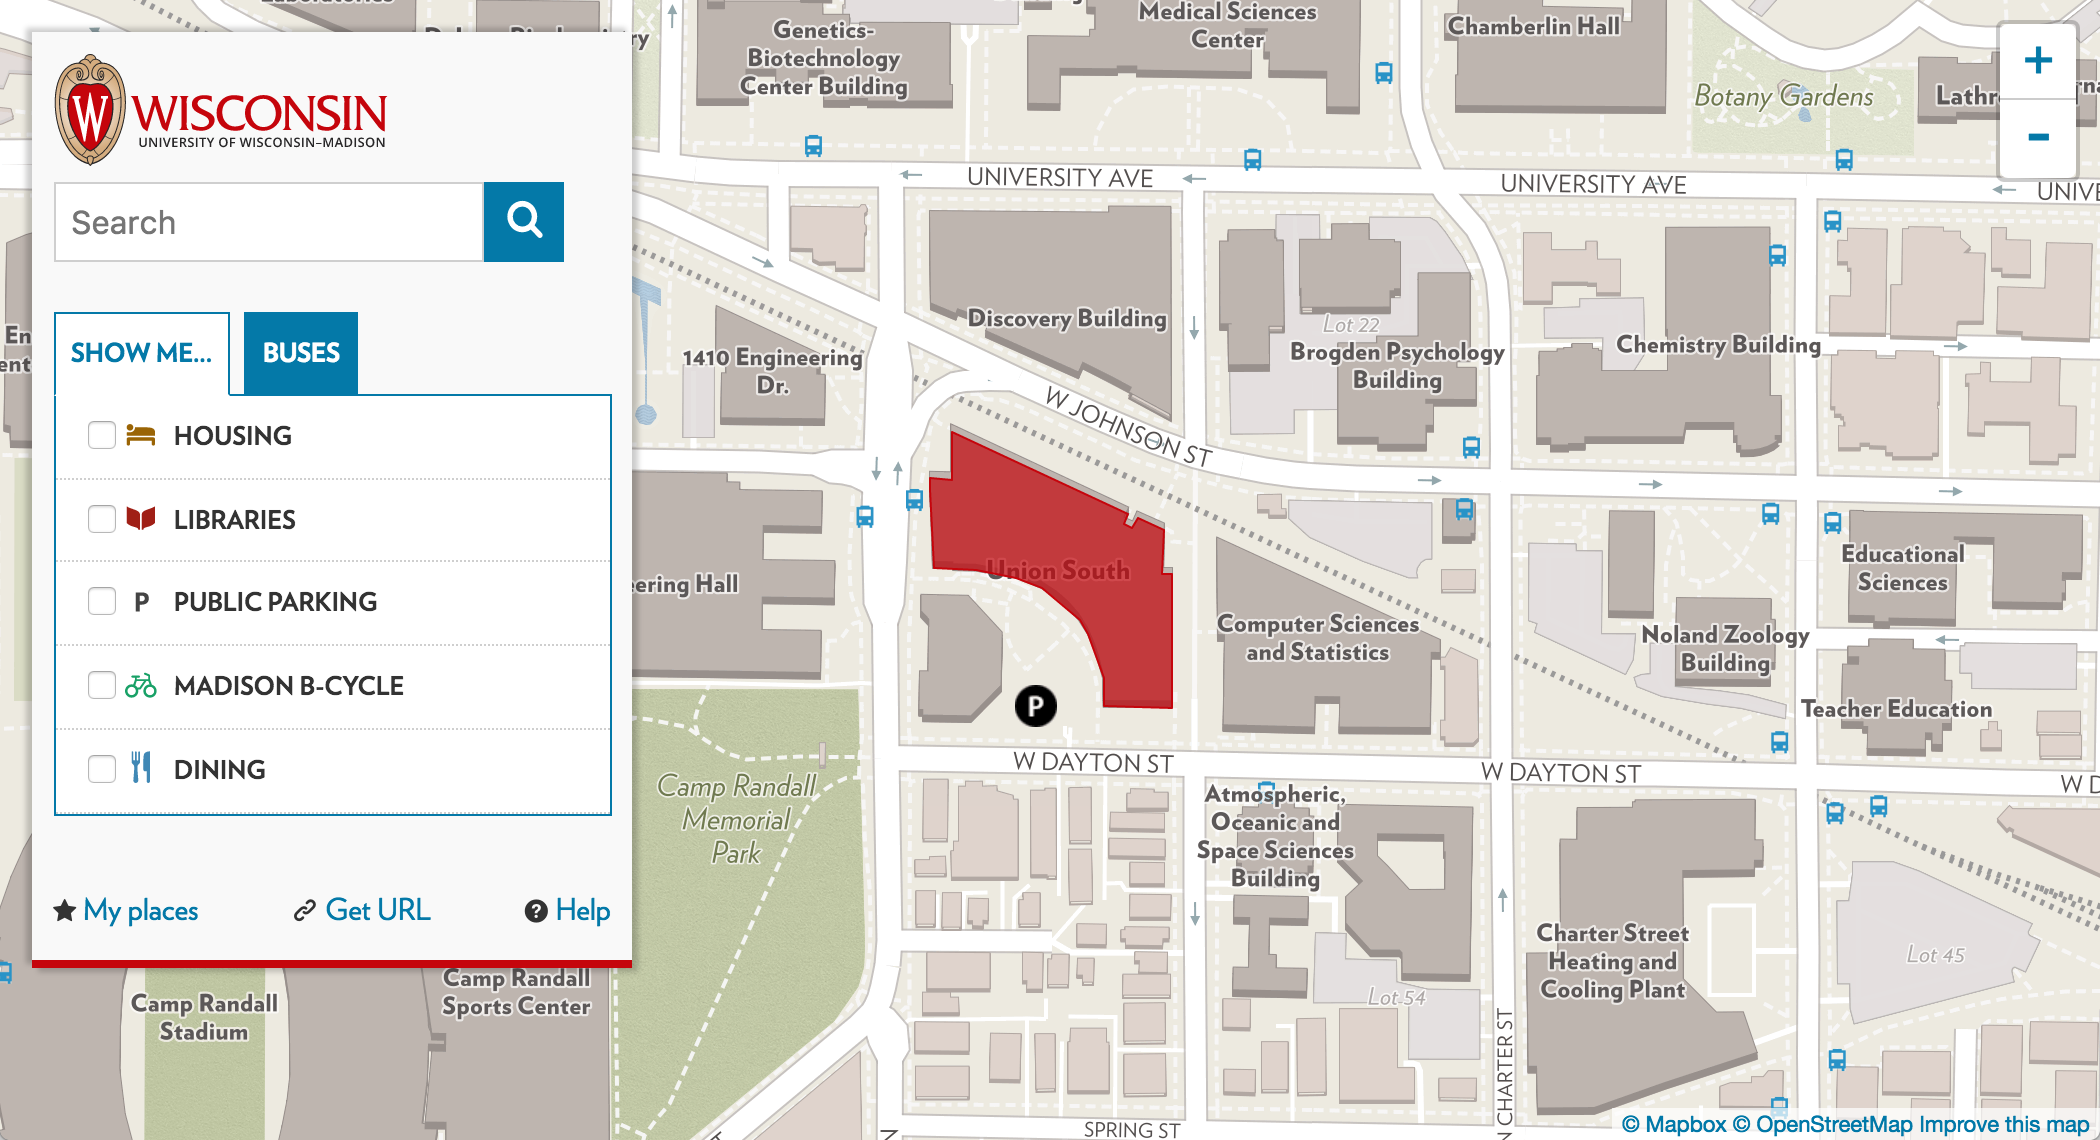 WISCONSIN
UNIVERSITY OF WISCONSIN–MADISON
Search
SHOW ME...
BUSES
HOUSING
LIBRARIES
P PUBLIC PARKING
MADISON B-CYCLE
DINING
My places
Get URL
? Help
Genetics-
Biotechnology
Center Building
Medical Sciences
Center
Chamberlin Hall
Botany Gardens
+
-
UNIVERSITY AVE
UNIVERSITY AVE
Discovery Building
Lot 22
Brogden Psychology
Building
Chemistry Building
1410 Engineering
Dr.
W JOHNSON ST
Union South
Computer Sciences
and Statistics
Educational
Sciences
Noland Zoology
Building
Teacher Education
P
W DAYTON ST
W DAYTON ST
W D
Camp Randall
Memorial
Park
Atmospheric,
Oceanic and
Space Sciences
Building
Charter Street
Heating and
Cooling Plant
Lot 45
Lot 54
Camp Randall
Stadium
Camp Randall
Sports Center
N CHARTER ST
SPRING ST
© Mapbox © OpenStreetMap Improve this map